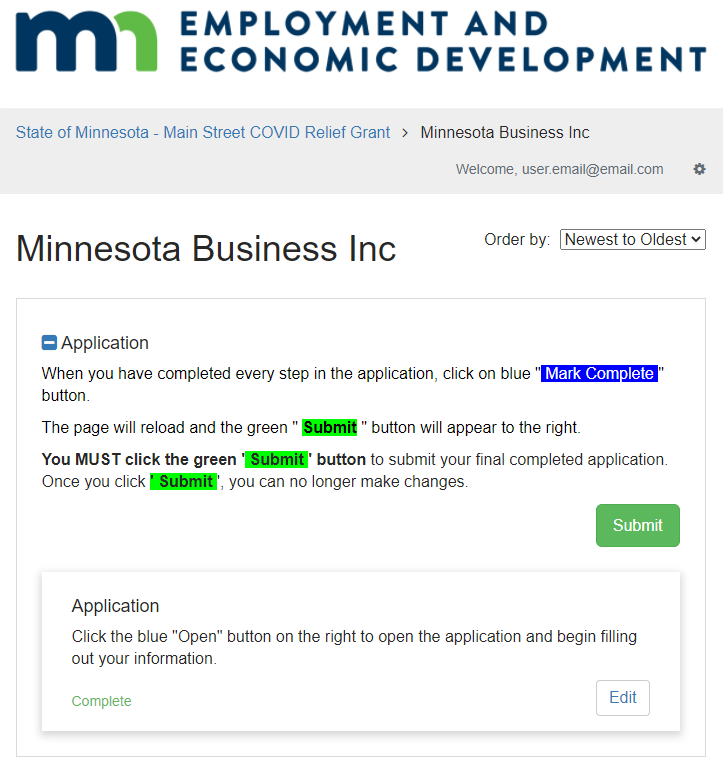 mn EMPLOYMENT AND
ECONOMIC DEVELOPMENT
State of Minnesota - Main Street COVID Relief Grant > Minnesota Business Inc
Welcome, user.email@email.com
Minnesota Business Inc
Order by: Newest to Oldest
Application
When you have completed every step in the application, click on blue " Mark Complete "
button.
The page will reload and the green " Submit " button will appear to the right.
You MUST click the green ' Submit ' button to submit your final completed application.
Once you click ' Submit ', you can no longer make changes.
Submit
Application
Click the blue "Open" button on the right to open the application and begin filling
out your information.
Complete
Edit